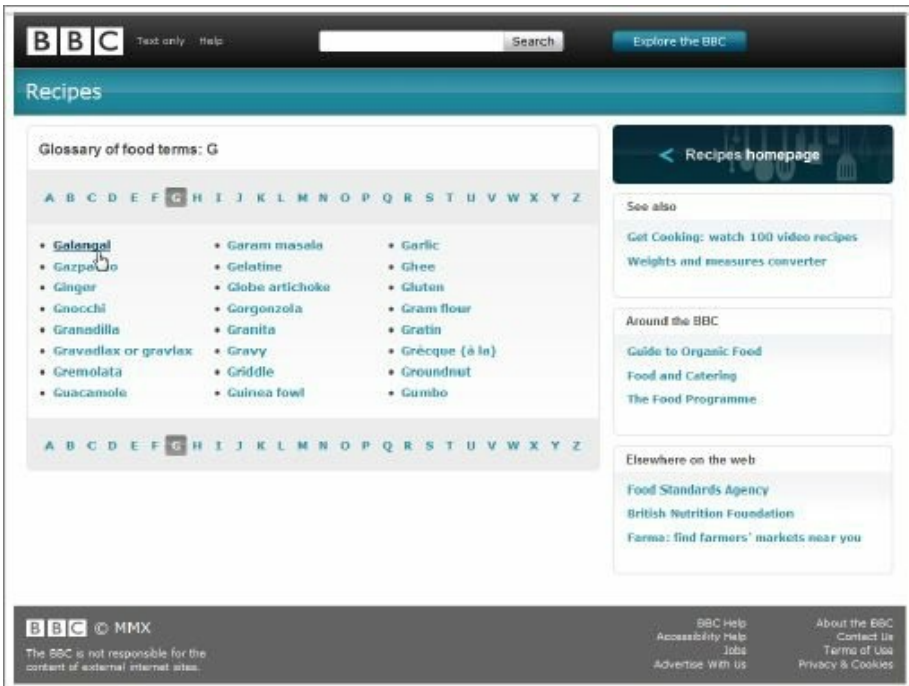 BBC Text only Help Search Explore the BBC
Recipes
Glossary of food terms: G
A B C D E F G H I J K L M N O P Q R S T U V W X Y Z
• Galangal • Garam masala • Garlic
• Gazpa o • Gelatine • Ghee
• Ginger • Globe artichoke • Gluten
• Gnocchi • Gorgonzola • Gram flour
• Granadilla • Granita • Gratin
• Gravadlax or gravlax • Gravy • Grècque (à la)
• Gremolata • Griddle • Groundnut
• Guacamole • Guinea fowl • Gumbo
A B C D E F G H I J K L M N O P Q R S T U V W X Y Z
< Recipes homepage
See also
Get Cooking: watch 100 video recipes
Weights and measures converter
Around the BBC
Guide to Organic Food
Food and Catering
The Food Programme
Elsewhere on the web
Food Standards Agency
British Nutrition Foundation
Farma: find farmers' markets near you
BBC © MMX
The BBC is not responsible for the
content of external internet sites.
BBC Help About the BBC
Accessibility Help Contact Us
Jobs Terms of Use
Advertise With Us Privacy & Cookies